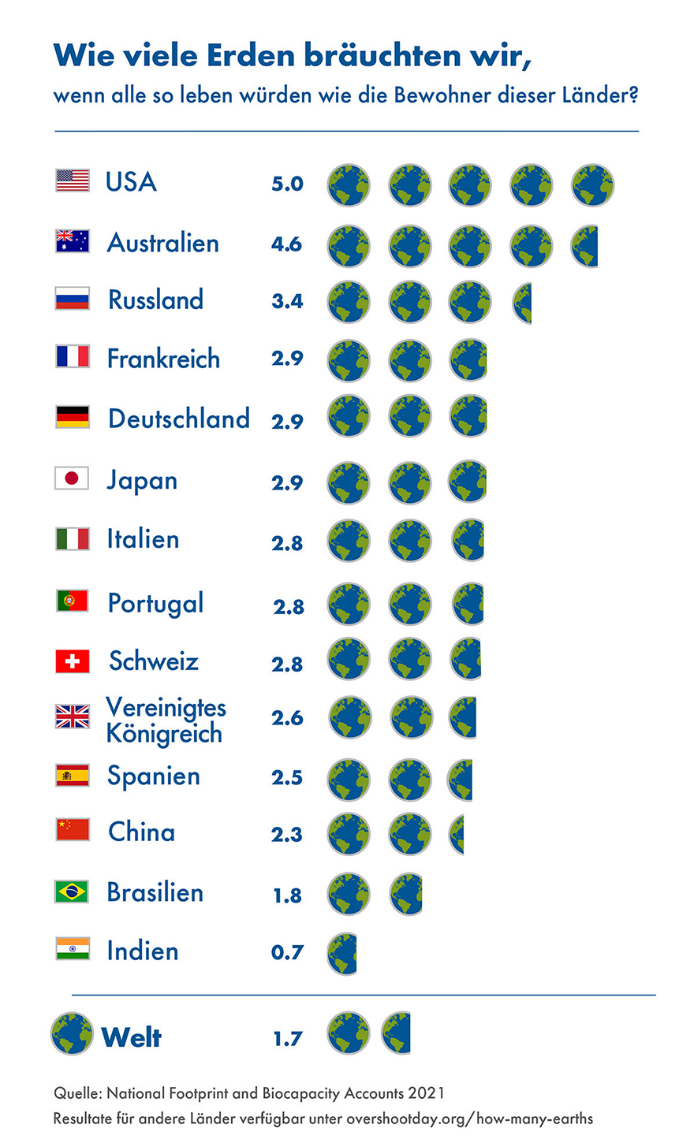 Wie viele Erden bräuchten wir,
wenn alle so leben würden wie die Bewohner dieser Länder?
USA 5.0
Australien 4.6
Russland 3.4
Frankreich 2.9
Deutschland 2.9
Japan 2.9
Italien 2.8
Portugal 2.8
Schweiz 2.8
Vereinigtes
Königreich 2.6
Spanien 2.5
China 2.3
Brasilien 1.8
Indien 0.7
Welt 1.7
Quelle: National Footprint and Biocapacity Accounts 2021
Resultate für andere Länder verfügbar unter overshootday.org/how-many-earths